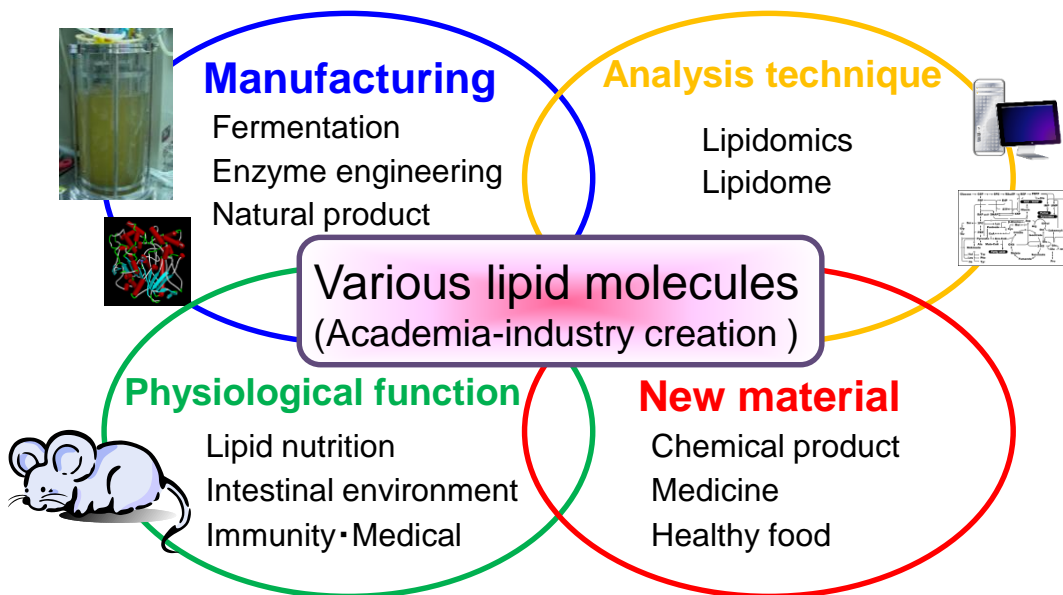 Manufacturing
Fermentation
Enzyme engineering
Natural product
Analysis technique
Lipidomics
Lipidome
Various lipid molecules
(Academia-industry creation )
Physiological function
Lipid nutrition
Intestinal environment
Immunity・Medical
New material
Chemical product
Medicine
Healthy food